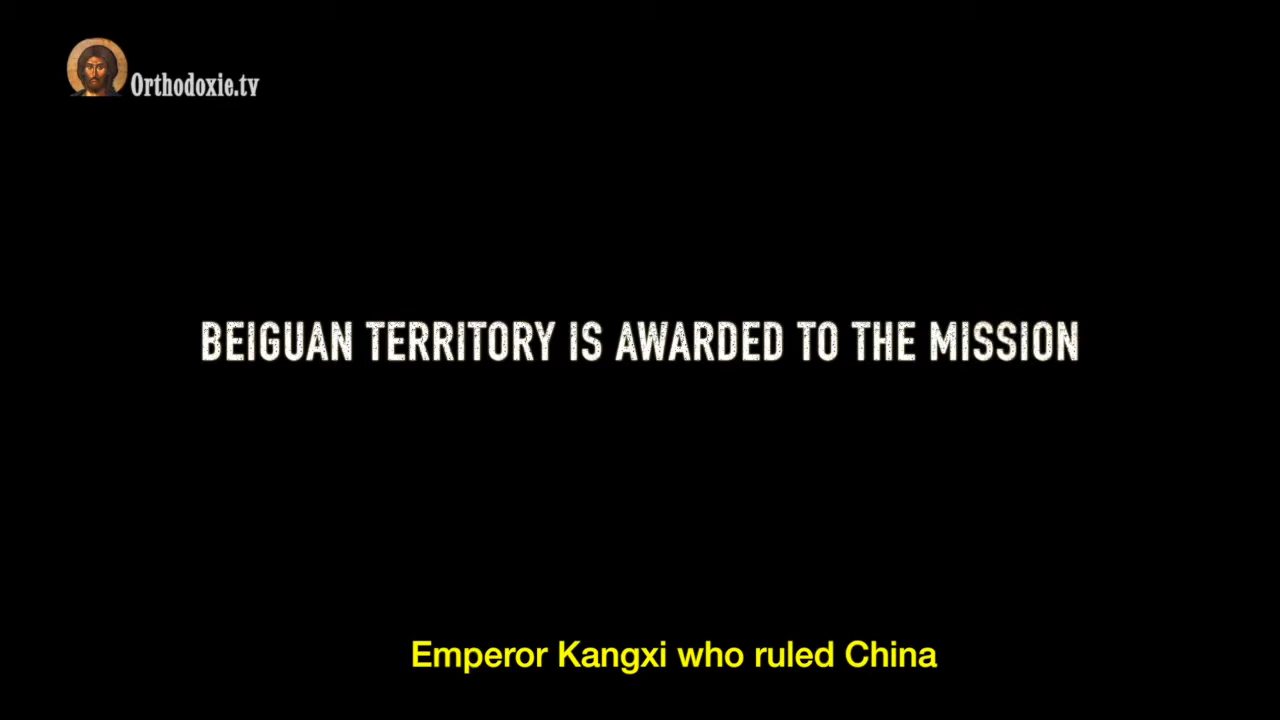 Orthodoxie.tv
BEIGUAN TERRITORY IS AWARDED TO THE MISSION
Emperor Kangxi who ruled China